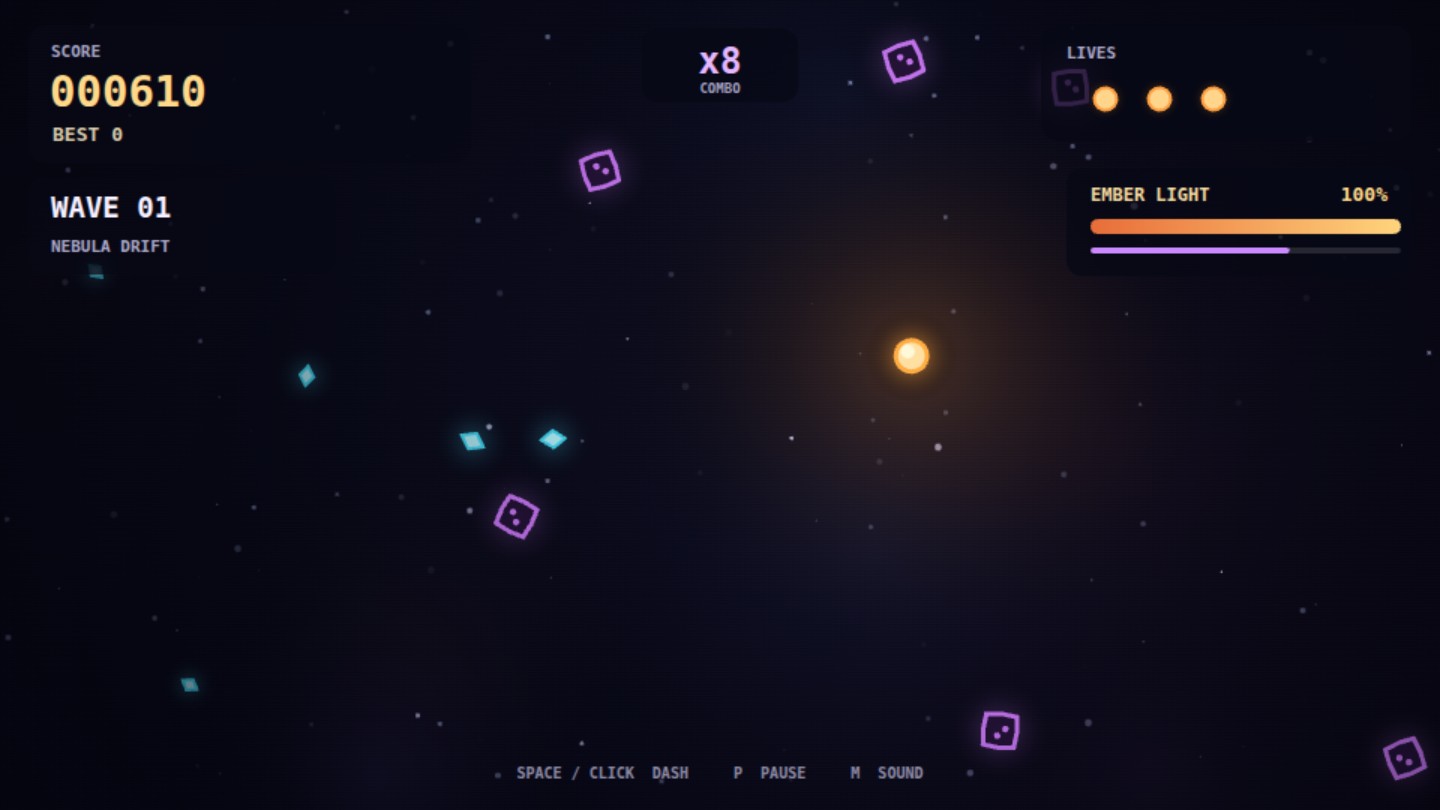 SCORE
000610
BEST 0
WAVE 01
NEBULA DRIFT
x8
COMBO
LIVES
EMBER LIGHT 100%
SPACE / CLICK DASH P PAUSE M SOUND